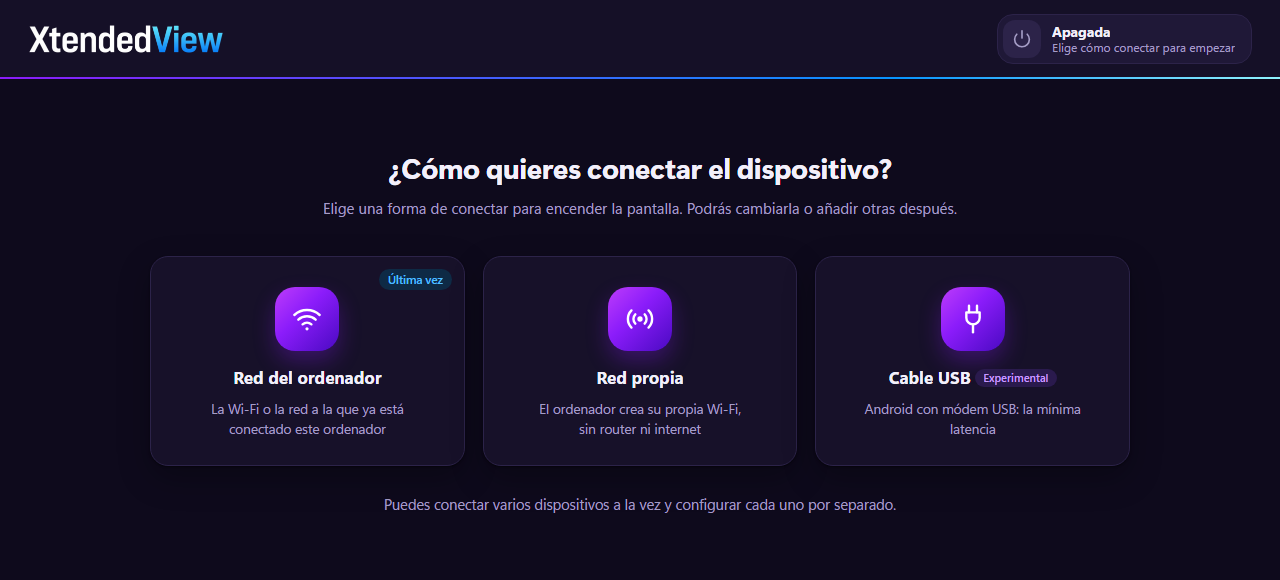 XtendedView
Apagada
Elige cómo conectar para empezar
¿Cómo quieres conectar el dispositivo?
Elige una forma de conectar para encender la pantalla. Podrás cambiarla o añadir otras después.
Última vez
Red del ordenador
La Wi-Fi o la red a la que ya está
conectado este ordenador
Red propia
El ordenador crea su propia Wi-Fi,
sin router ni internet
Cable USB Experimental
Android con módem USB: la mínima
latencia
Puedes conectar varios dispositivos a la vez y configurar cada uno por separado.